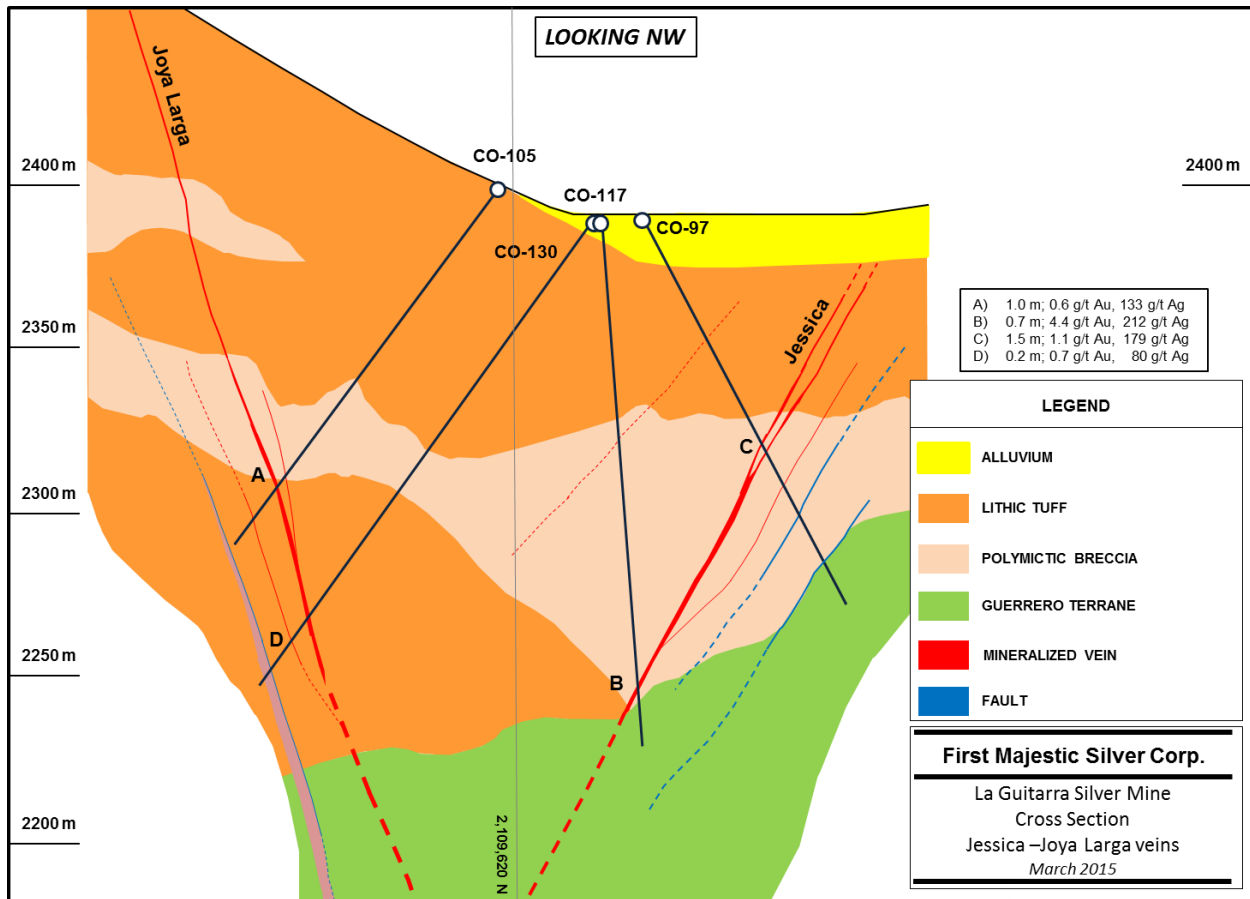 LOOKING NW
Joya Larga
2400 m
2400 m
CO-105
CO-117
CO-130
CO-97
2350 m
Jessica
A) 1.0 m; 0.6 g/t Au, 133 g/t Ag
B) 0.7 m; 4.4 g/t Au, 212 g/t Ag
C) 1.5 m; 1.1 g/t Au, 179 g/t Ag
D) 0.2 m; 0.7 g/t Au, 80 g/t Ag
LEGEND
ALLUVIUM
LITHIC TUFF
POLYMICTIC BRECCIA
GUERRERO TERRANE
MINERALIZED VEIN
FAULT
C
A
2300 m
D
2250 m
B
2200 m
2,109,620 N
First Majestic Silver Corp.
La Guitarra Silver Mine
Cross Section
Jessica –Joya Larga veins
March 2015